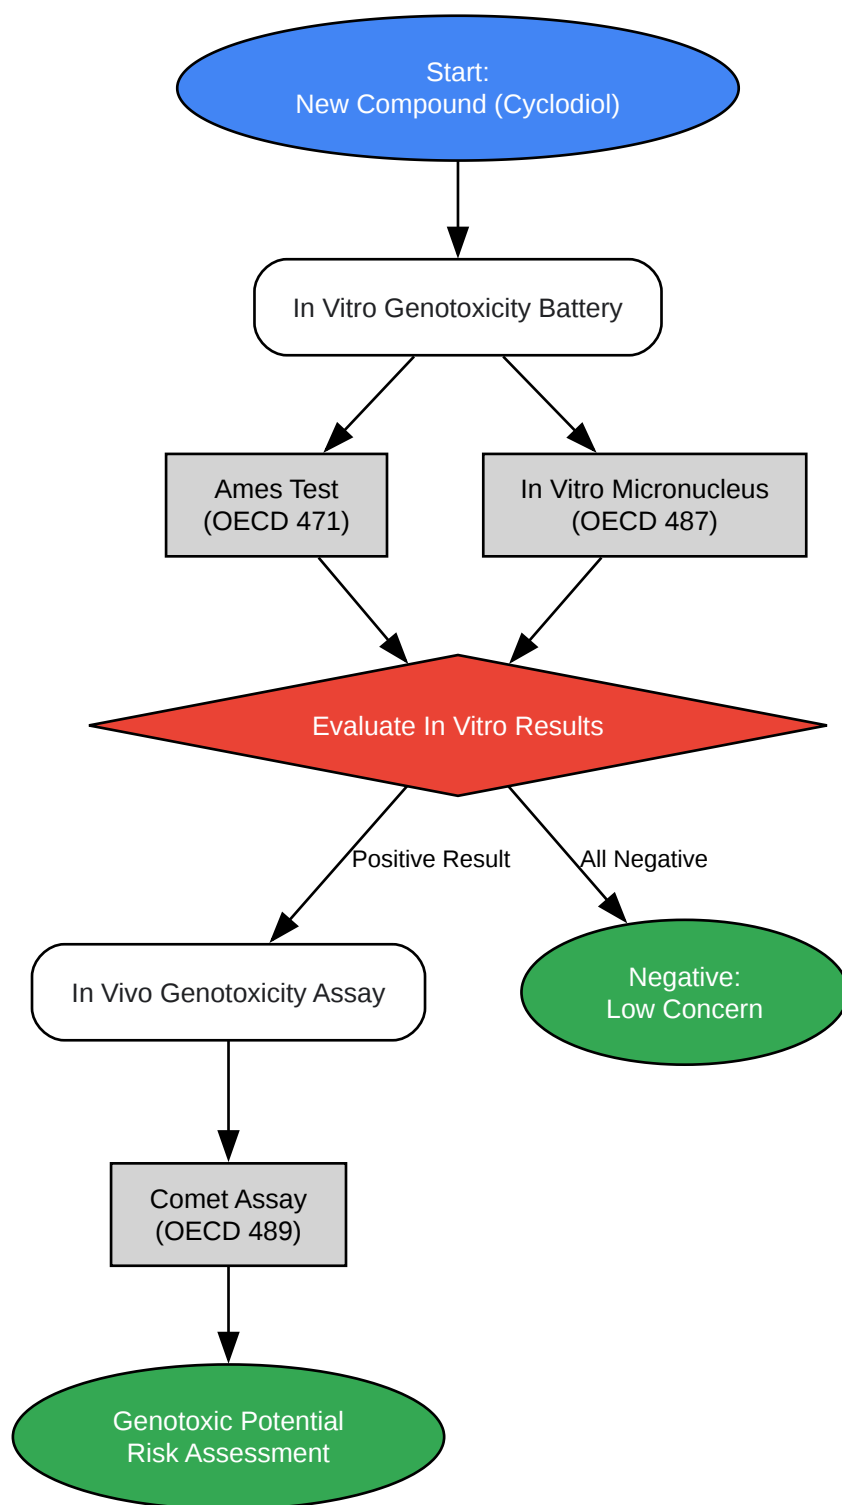 Start:
New Compound (Cyclodiol)
In Vitro Genotoxicity Battery
Ames Test
(OECD 471)
In Vitro Micronucleus
(OECD 487)
Evaluate In Vitro Results
Positive Result
All Negative
In Vivo Genotoxicity Assay
Negative:
Low Concern
Comet Assay
(OECD 489)
Genotoxic Potential
Risk Assessment